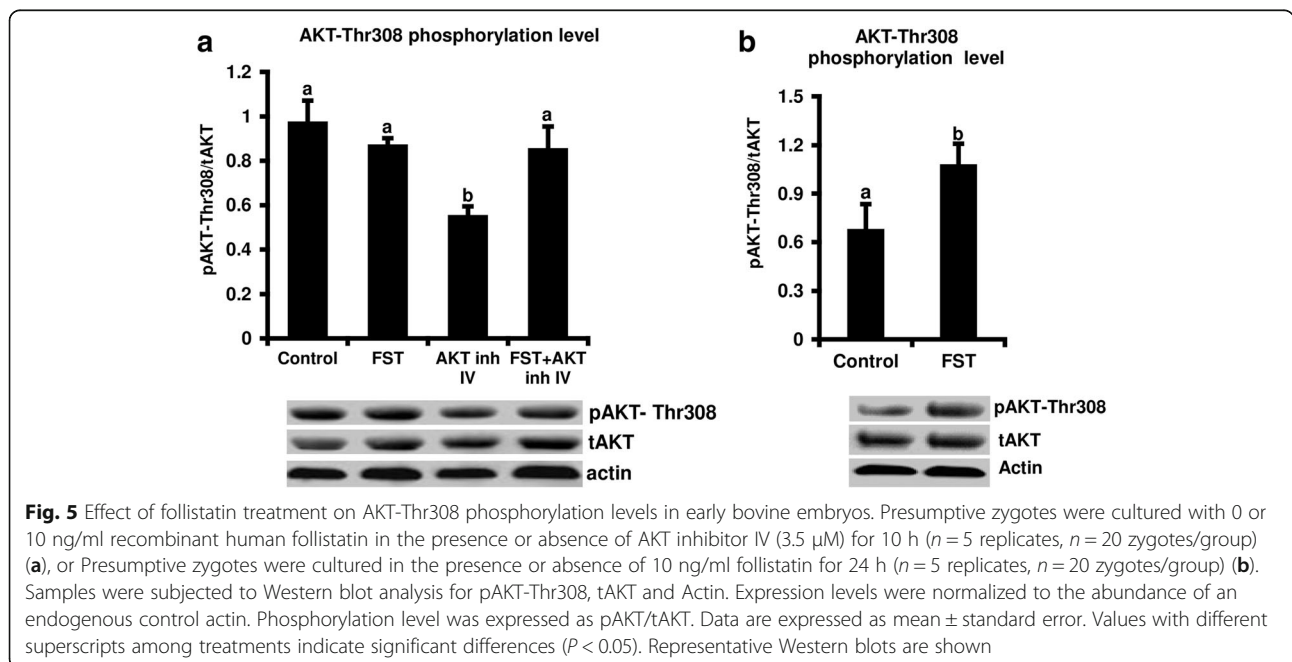 a
AKT-Thr308 phosphorylation level
pAKT-Thr308/tAKT
1.2
1
0.8
0.6
0.4
0.2
0
a
a
b
a
Control
FST
AKT inh
IV
FST+AKT
inh IV
pAKT- Thr308
tAKT
actin
b
AKT-Thr308
phosphorylation level
pAKT-Thr308/tAKT
1.5
1.2
0.9
0.6
0.3
0
a
b
Control
FST
pAKT-Thr308
tAKT
Actin
Fig. 5 Effect of follistatin treatment on AKT-Thr308 phosphorylation levels in early bovine embryos. Presumptive zygotes were cultured with 0 or
10 ng/ml recombinant human follistatin in the presence or absence of AKT inhibitor IV (3.5 μM) for 10 h (n = 5 replicates, n = 20 zygotes/group)
(a), or Presumptive zygotes were cultured in the presence or absence of 10 ng/ml follistatin for 24 h (n = 5 replicates, n = 20 zygotes/group) (b).
Samples were subjected to Western blot analysis for pAKT-Thr308, tAKT and Actin. Expression levels were normalized to the abundance of an
endogenous control actin. Phosphorylation level was expressed as pAKT/tAKT. Data are expressed as mean ± standard error. Values with different
superscripts among treatments indicate significant differences (P < 0.05). Representative Western blots are shown